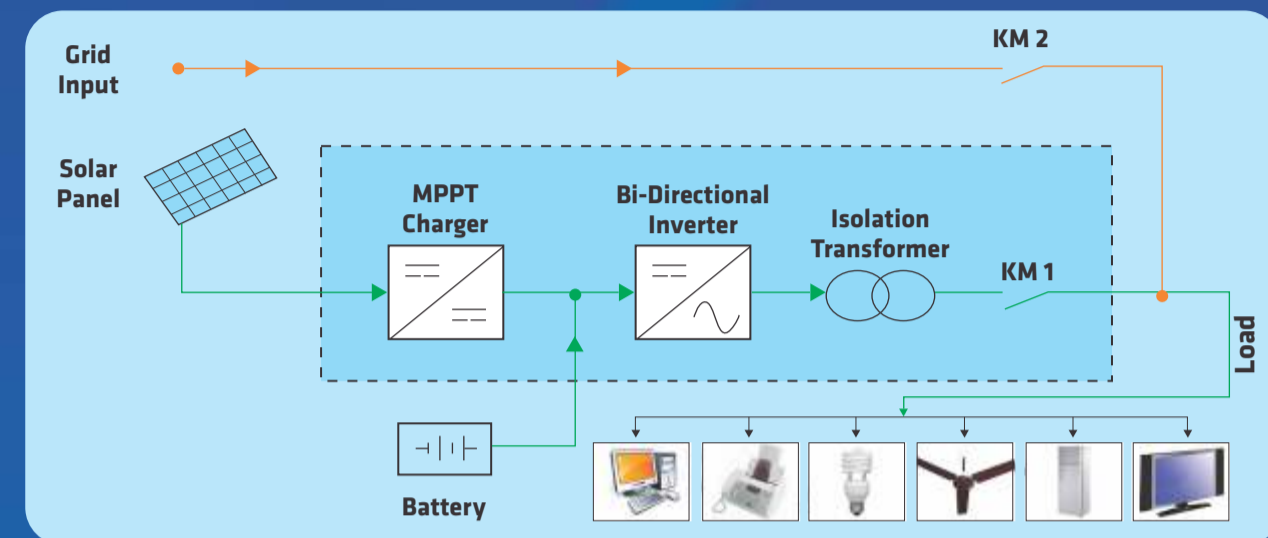 KM 2
Grid
Input
Solar
Panel
MPPT
Charger
Bi-Directional
Inverter
Isolation
Transformer
KM 1
Load
Battery